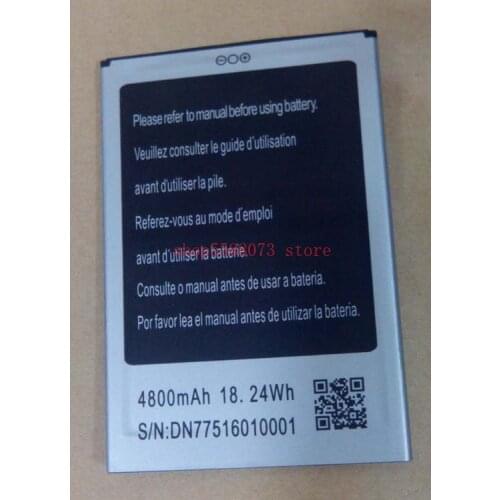 Please refer to manual before using battery.
Veuillez consulter le guide d'utilisation
avant d'utiliser la pile.
Referez-vous au mode d'emploi
avant d'utiliser la batterie.
Consulte o manual antes de usar a bateria.
Por favor lea el manual antes de utilizar la bateria.
4800mAh 18.24Wh
S/N:DN77516010001
store